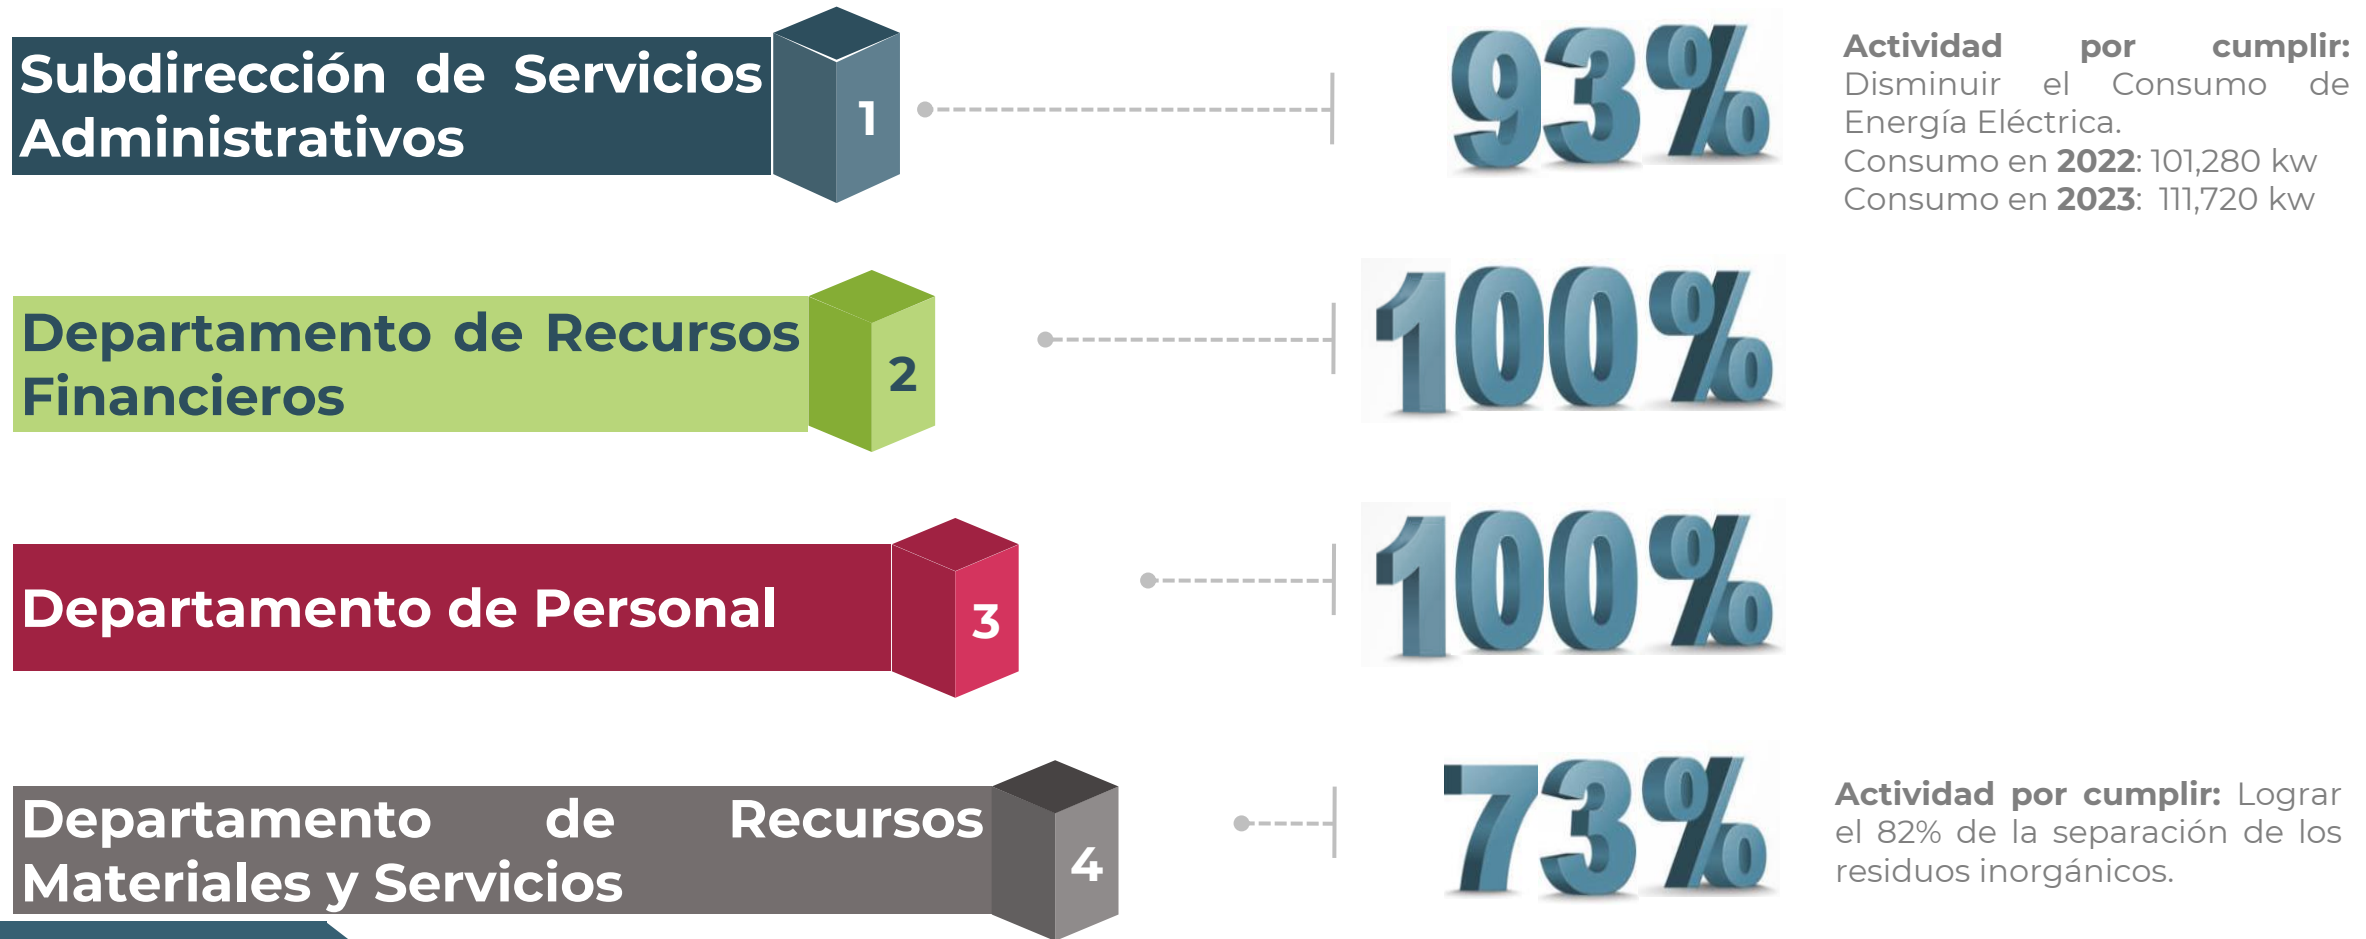 Subdirección de Servicios
Administrativos
1
93%
Actividad por cumplir:
Disminuir el Consumo de
Energía Eléctrica.
Consumo en 2022: 101,280 kw
Consumo en 2023: 111,720 kw
Departamento de Recursos
Financieros
2
100%
Departamento de Personal
3
100%
Departamento de Recursos
Materiales y Servicios
4
73%
Actividad por cumplir: Lograr
el 82% de la separación de los
residuos inorgánicos.